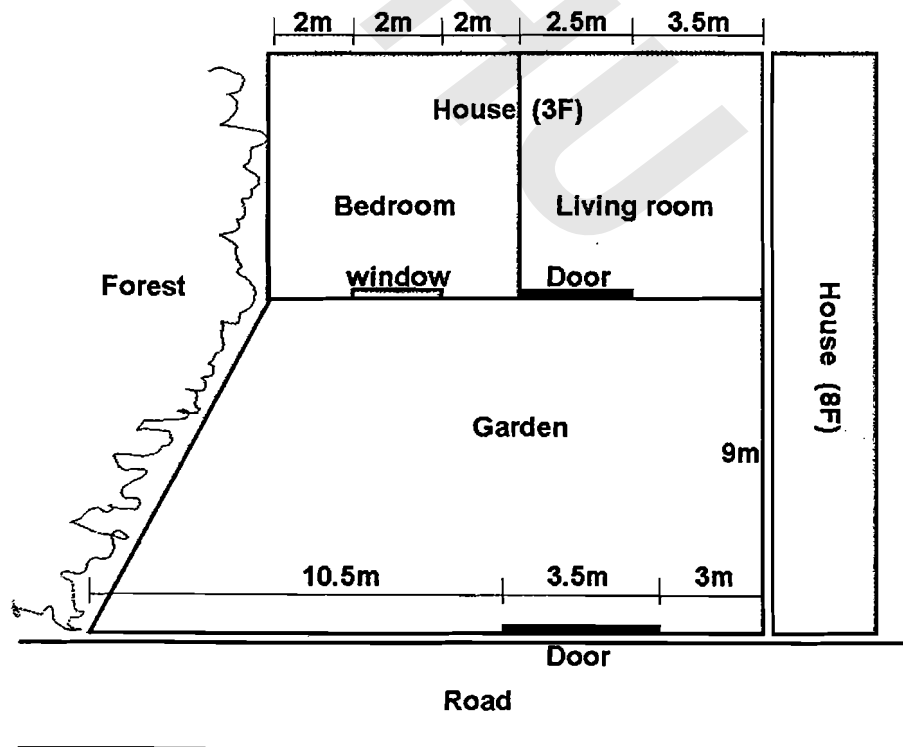 2m 2m 2m 2.5m 3.5m
House (3F)
Bedroom Living room
window Door
Forest
House (8F)
Garden
9m
10.5m 3.5m 3m
Door
Road